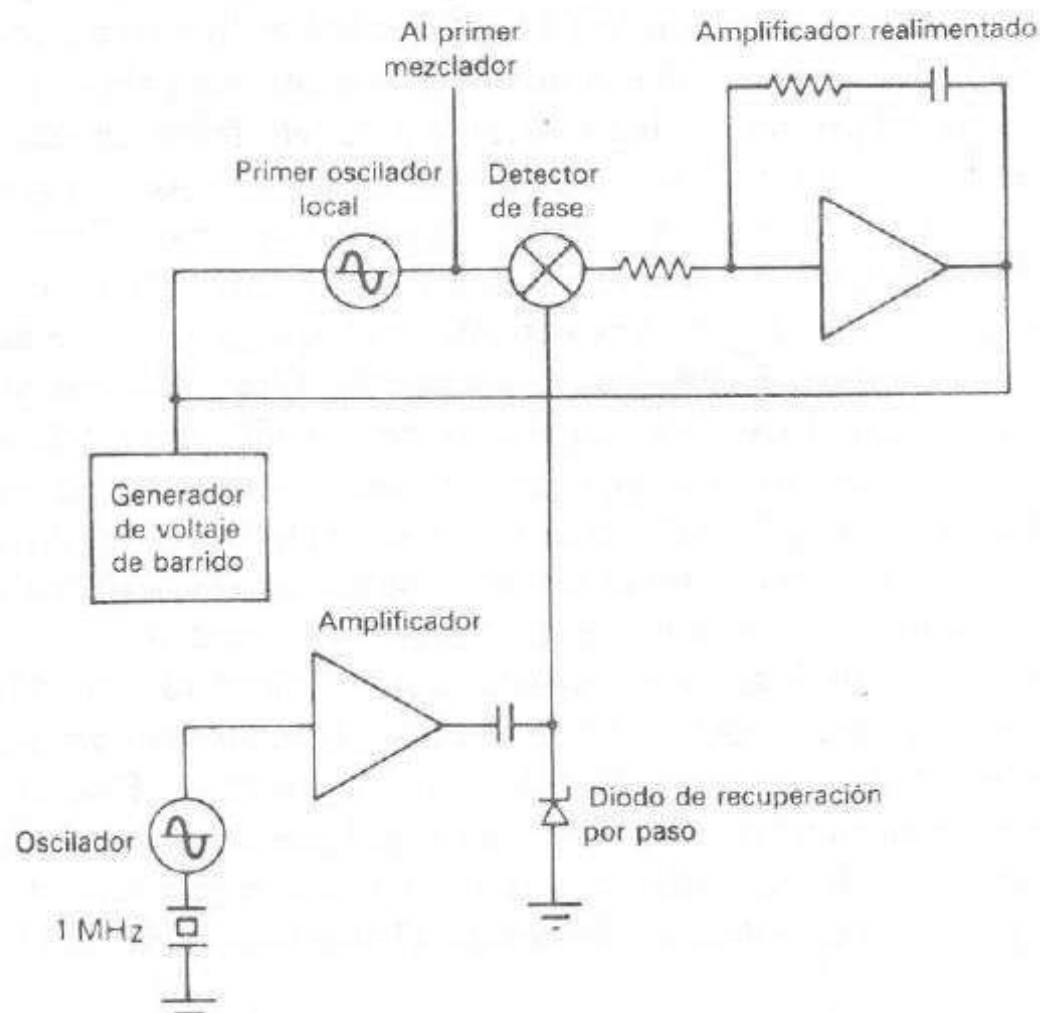 Al primer
mezclador
Amplificador realimentado
Primer oscilador
local
Detector
de fase
Generador
de voltaje
de barrido
Amplificador
Oscilador
Diodo de recuperación
por paso
1 MHz